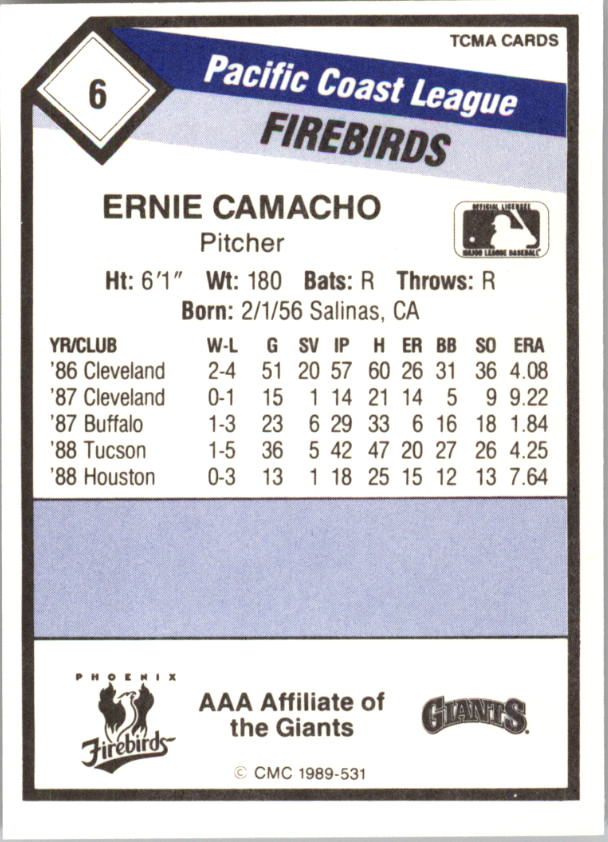 TCMA CARDS
6
Pacific Coast League
FIREBIRDS
ERNIE CAMACHO
Pitcher
OFFICIAL LICENSEE
MAJOR LEAGUE BASEBALL
Ht: 6'1" Wt: 180 Bats: R Throws: R
Born: 2/1/56 Salinas, CA
YR/CLUB W-L G SV IP H ER BB SO ERA
'86 Cleveland 2-4 51 20 57 60 26 31 36 4.08
'87 Cleveland 0-1 15 1 14 21 14 5 9 9.22
'87 Buffalo 1-3 23 6 29 33 6 16 18 1.84
'88 Tucson 1-5 36 5 42 47 20 27 26 4.25
'88 Houston 0-3 13 1 18 25 15 12 13 7.64
PHOENIX
Firebirds
AAA Affiliate of
the Giants
GIANTS
© CMC 1989-531